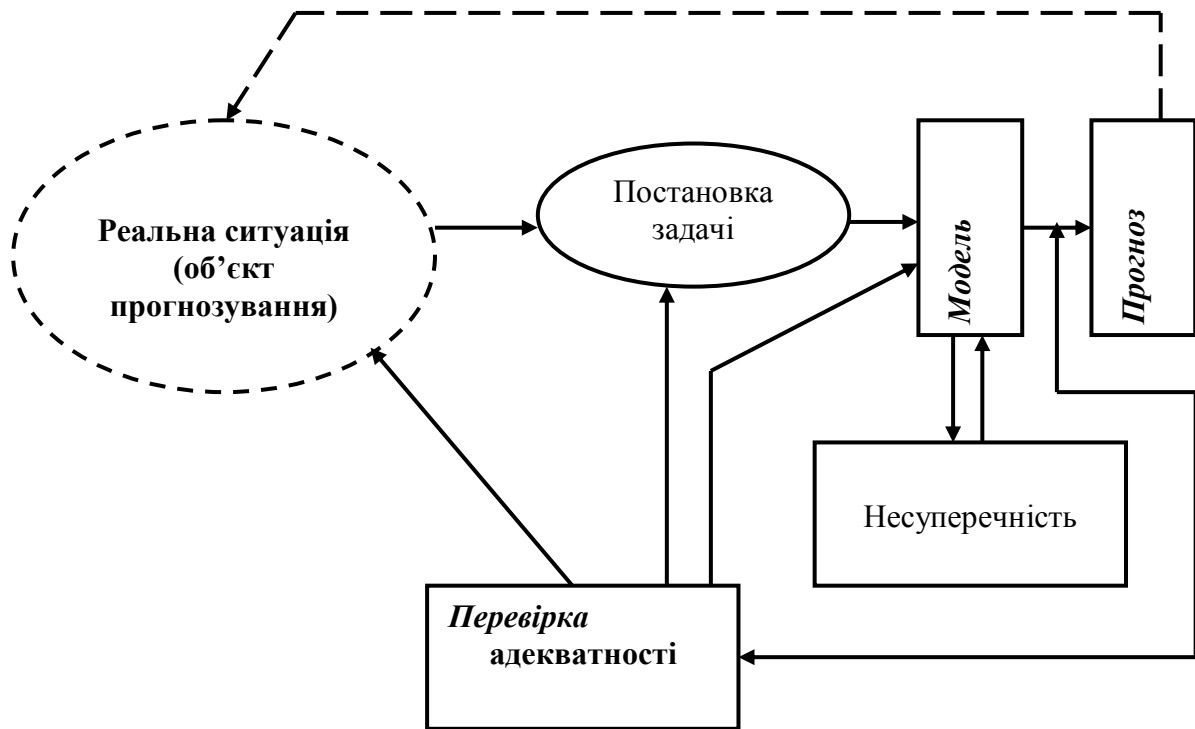 Реальна ситуація
(об’єкт
прогнозування)
Постановка
задачі
Модель
Прогноз
Несуперечність
Перевірка
адекватності